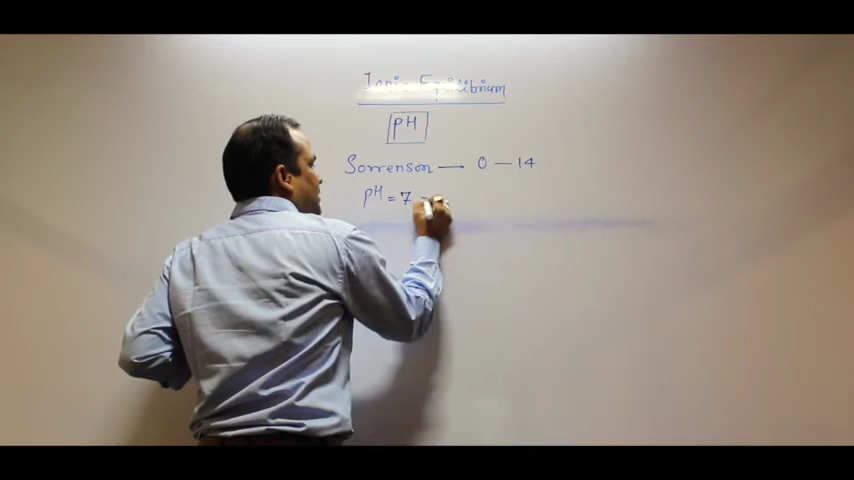 Ionic Equilibrium
PH
Sorrenson — 0 — 14
PH = 7